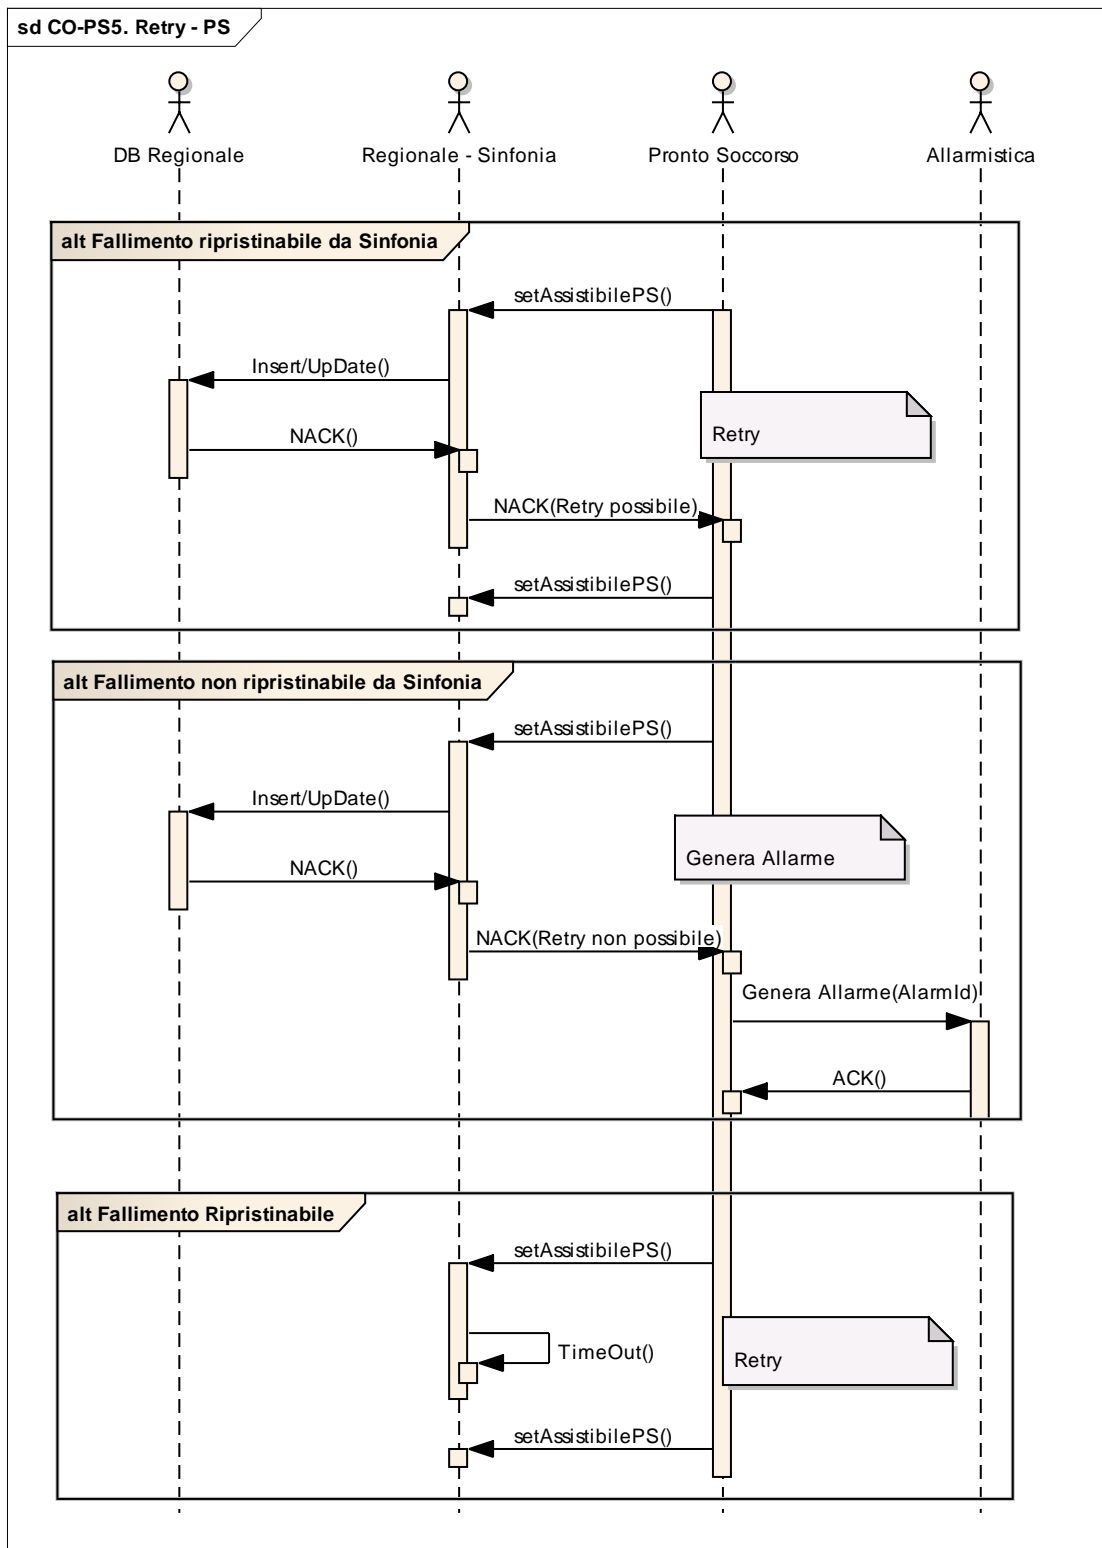 sd CO-PS5. Retry - PS
DB Regionale
Regionale - Sinfonia
Pronto Soccorso
Allarmistica
alt Fallimento ripristinabile da Sinfonia
setAssistibilePS()
Insert/UpDate()
Retry
NACK()
NACK(Retry possibile)
setAssistibilePS()
alt Fallimento non ripristinabile da Sinfonia
setAssistibilePS()
Insert/UpDate()
Genera Allarme
NACK()
NACK(Retry non possibile)
Genera Allarme(AlarmId)
ACK()
alt Fallimento Ripristinabile
setAssistibilePS()
TimeOut()
Retry
setAssistibilePS()